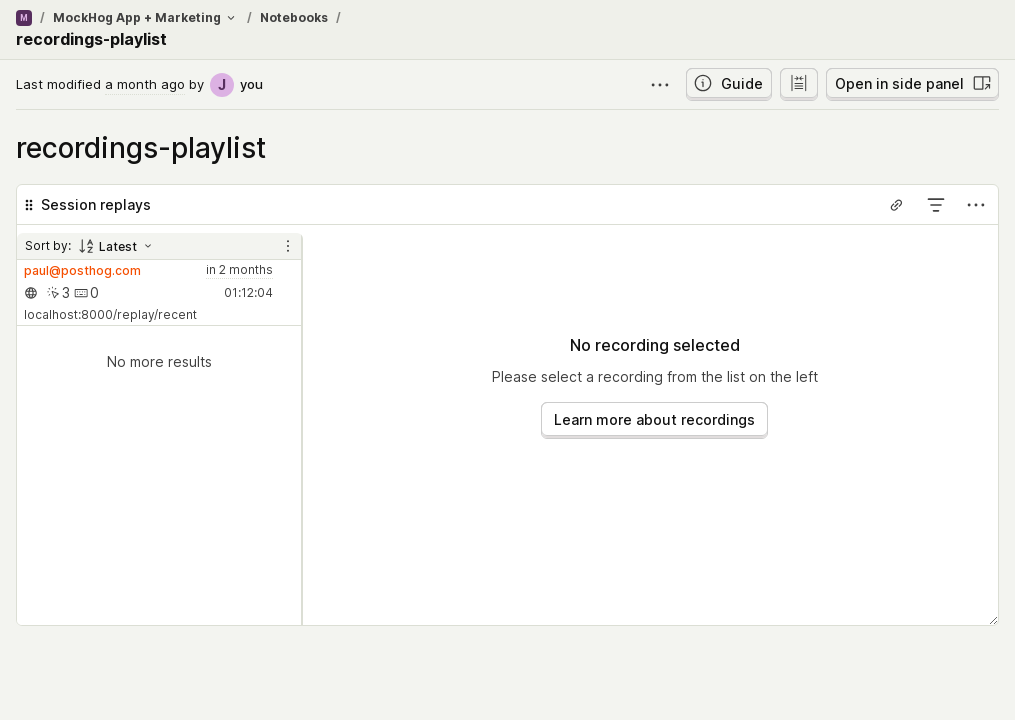 M / MockHog App + Marketing / Notebooks /
recordings-playlist
Last modified a month ago by J you
Guide
Open in side panel
recordings-playlist
Session replays
Sort by: Latest
paul@posthog.com in 2 months
3 0 01:12:04
localhost:8000/replay/recent
No more results
No recording selected
Please select a recording from the list on the left
Learn more about recordings